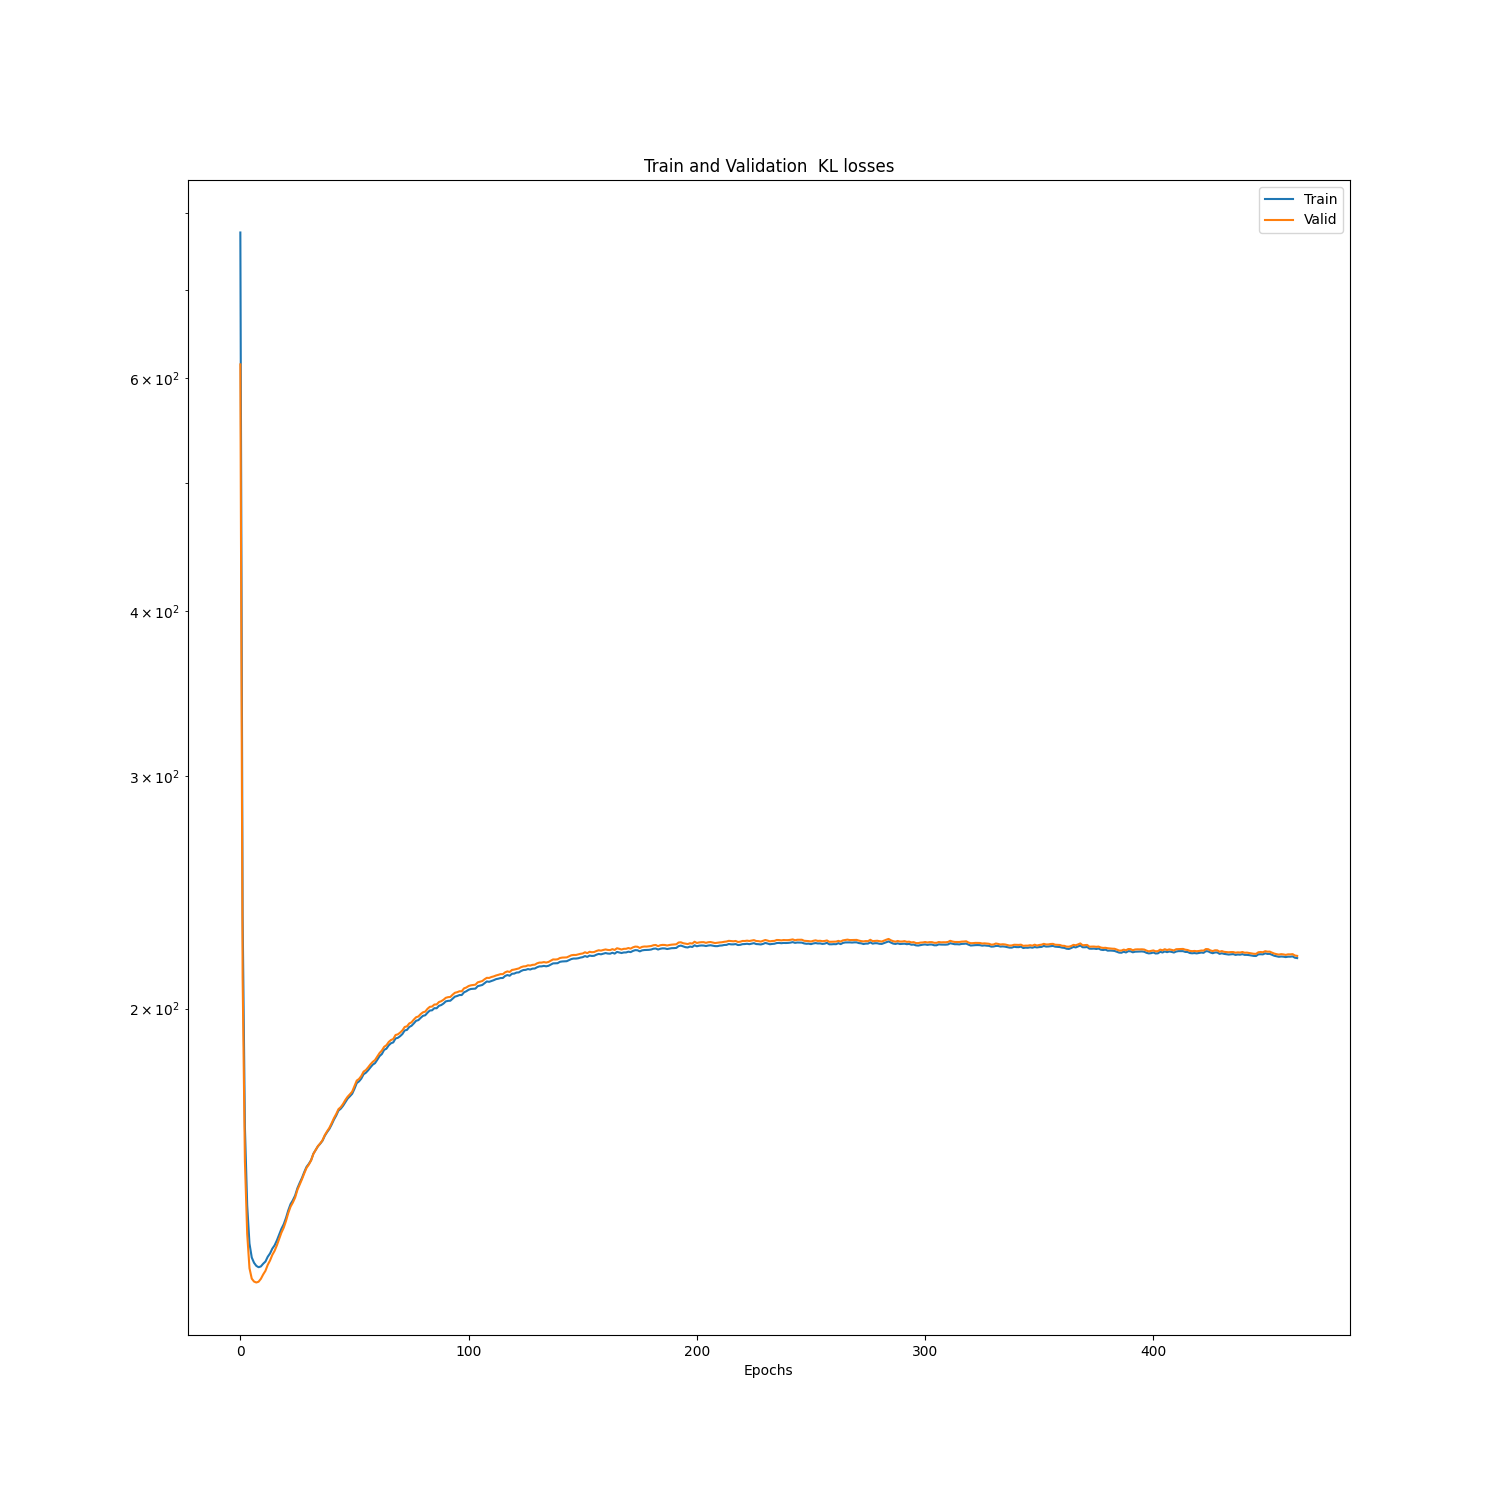 Train and Validation  KL losses
Train
Valid
6 × 10²
4 × 10²
3 × 10²
2 × 10²
0 100 200 300 400
Epochs